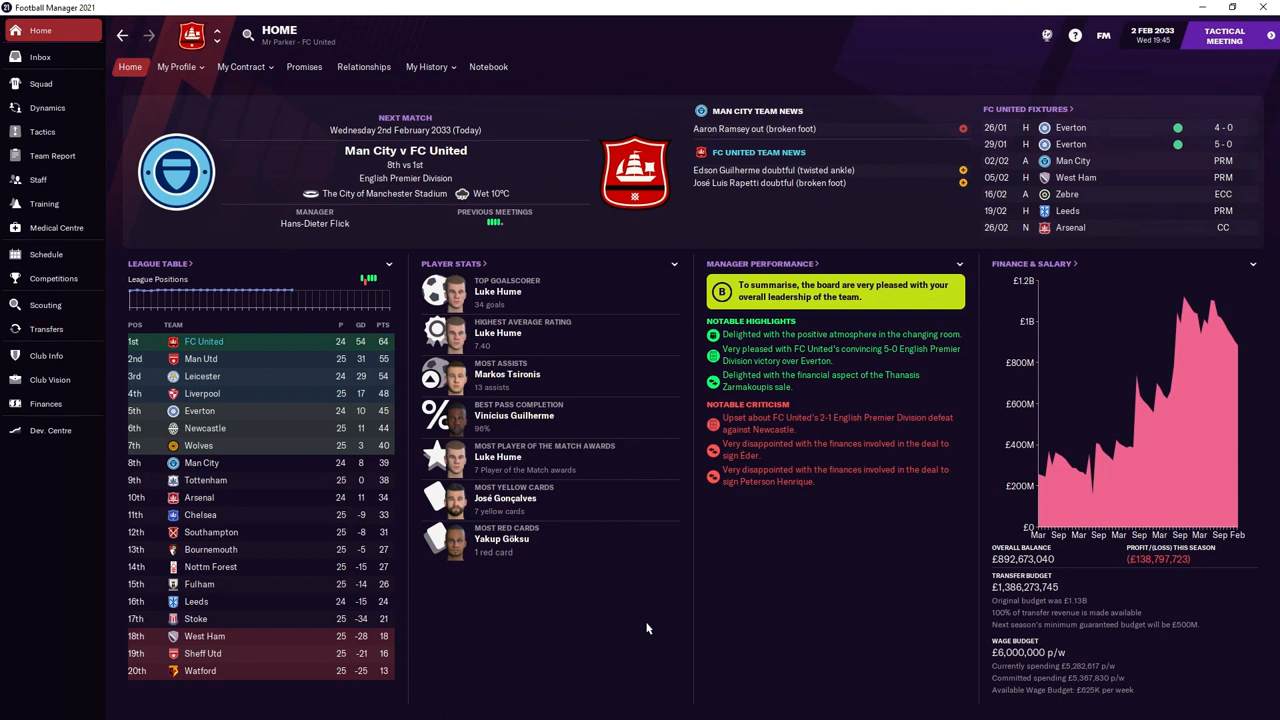 21 Football Manager 2021
Home
Inbox
Squad
Dynamics
Tactics
Team Report
Staff
Training
Medical Centre
Schedule
Competitions
Scouting
Transfers
Club Info
Club Vision
Finances
Dev. Centre
HOME
Mr Parker - FC United
? FM
2 FEB 2033
Wed 19:45
TACTICAL
MEETING
Home My Profile My Contract Promises Relationships My History Notebook
NEXT MATCH
Wednesday 2nd February 2033 (Today)
Man City v FC United
8th vs 1st
English Premier Division
The City of Manchester Stadium Wet 10ºC
MANAGER PREVIOUS MEETINGS
Hans-Dieter Flick
MAN CITY TEAM NEWS
Aaron Ramsey out (broken foot)
FC UNITED TEAM NEWS
Edson Guilherme doubtful (twisted ankle)
José Luis Rapetti doubtful (broken foot)
FC UNITED FIXTURES >
26/01 H Everton 4 - 0
29/01 H Everton 5 - 0
02/02 A Man City PRM
05/02 H West Ham PRM
16/02 A Zebre ECC
19/02 H Leeds PRM
26/02 N Arsenal CC
LEAGUE TABLE >
League Positions
POS TEAM P GD PTS
1st FC United 24 54 64
2nd Man Utd 25 31 55
3rd Leicester 24 29 54
4th Liverpool 25 17 48
5th Everton 24 10 45
6th Newcastle 25 11 44
7th Wolves 25 3 40
8th Man City 24 8 39
9th Tottenham 25 0 38
10th Arsenal 24 11 34
11th Chelsea 25 -9 33
12th Southampton 25 -8 31
13th Bournemouth 25 -5 27
14th Nottm Forest 25 -15 27
15th Fulham 25 -14 26
16th Leeds 24 -15 24
17th Stoke 25 -34 21
18th West Ham 25 -28 18
19th Sheff Utd 25 -21 16
20th Watford 25 -25 13
PLAYER STATS >
TOP GOALSCORER
Luke Hume
34 goals
HIGHEST AVERAGE RATING
Luke Hume
7.40
MOST ASSISTS
Markos Tsironis
13 assists
BEST PASS COMPLETION
Vinícius Guilherme
96%
MOST PLAYER OF THE MATCH AWARDS
Luke Hume
7 Player of the Match awards
MOST YELLOW CARDS
José Gonçalves
7 yellow cards
MOST RED CARDS
Yakup Göksu
1 red card
MANAGER PERFORMANCE >
B
To summarise, the board are very pleased with your
overall leadership of the team.
NOTABLE HIGHLIGHTS
Delighted with the positive atmosphere in the changing room.
Very pleased with FC United's convincing 5-0 English Premier
Division victory over Everton.
Delighted with the financial aspect of the Thanasis
Zarmakoupis sale.
NOTABLE CRITICISM
Upset about FC United's 2-1 English Premier Division defeat
against Newcastle.
Very disappointed with the finances involved in the deal to
sign Éder.
Very disappointed with the finances involved in the deal to
sign Peterson Henrique.
FINANCE & SALARY >
£1.2B
£1B
£800M
£600M
£400M
£200M
£0
Mar Sep Mar Sep Mar Sep Mar Sep Mar Sep Feb
OVERALL BALANCE PROFIT/(LOSS) THIS SEASON
£892,673,040 (£138,797,723)
TRANSFER BUDGET
£1,386,273,745
Original budget was £1.13B
100% of transfer revenue is made available
Next season's minimum guaranteed budget will be £500M.
WAGE BUDGET
£6,000,000 p/w
Currently spending £5,282,617 p/w
Committed spending £5,367,830 p/w
Available Wage Budget: £625K per week